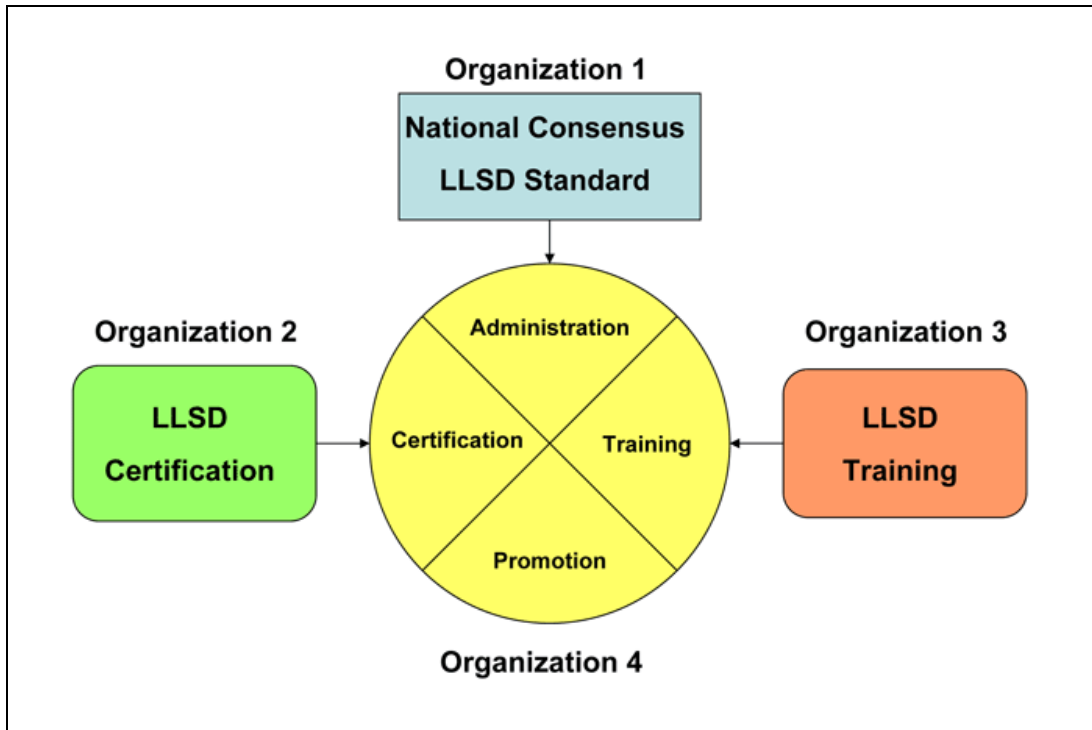 Organization 1
National Consensus
LLSD Standard
Administration
Organization 2
Organization 3
LLSD
Certification
Certification
Training
LLSD
Training
Promotion
Organization 4